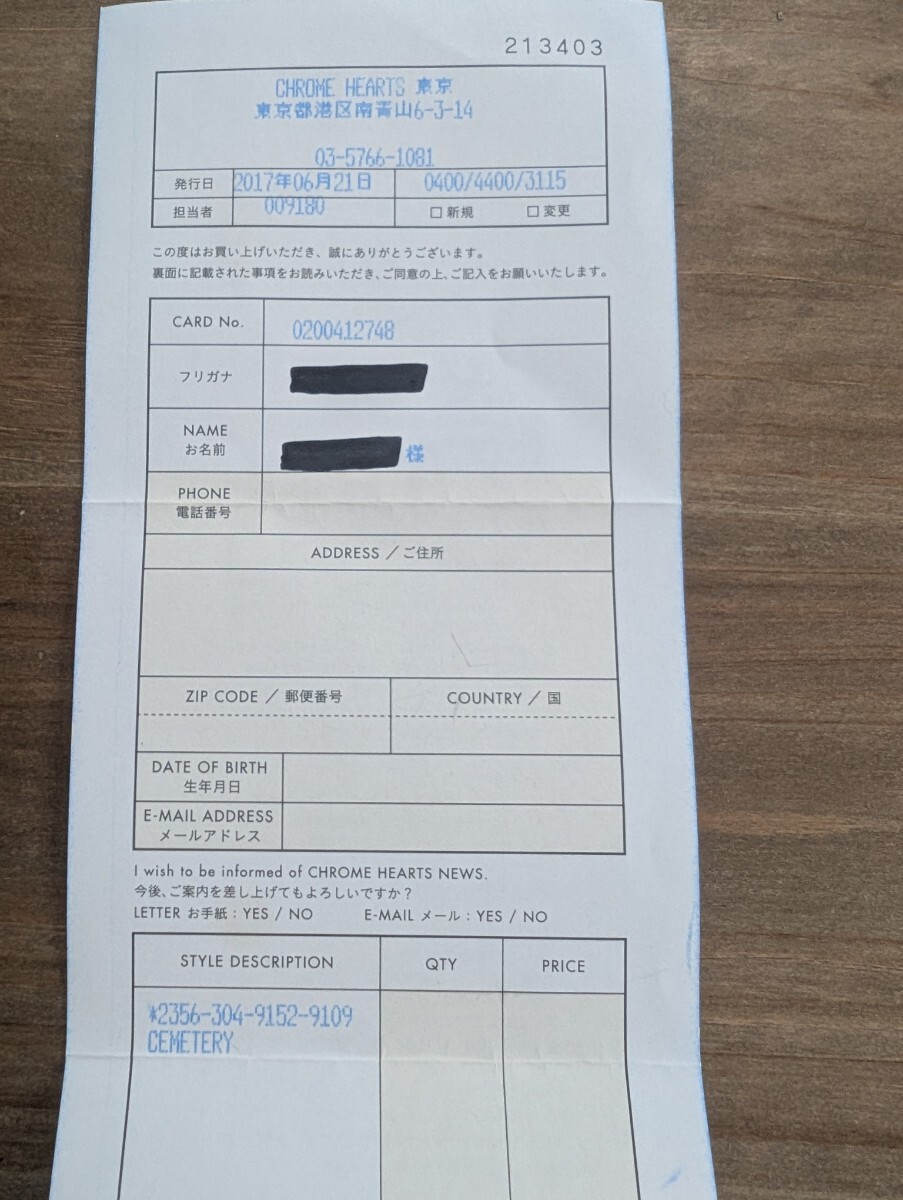 213403
CHROME HEARTS 東京
東京都港区南青山6-3-14
03-5766-1081
発行日 2017年06月21日 0400/4400/3115
担当者 009180 □ 新規 □ 変更
この度はお買い上げいただき、誠にありがとうございます。
裏面に記載された事項をお読みいただき、ご同意の上、ご記入をお願いいたします。
CARD No. 0200412748
フリガナ
NAME
お名前 様
PHONE
電話番号
ADDRESS / ご住所
ZIP CODE / 郵便番号 COUNTRY / 国
DATE OF BIRTH
生年月日
E-MAIL ADDRESS
メールアドレス
I wish to be informed of CHROME HEARTS NEWS.
今後、ご案内を差し上げてもよろしいですか?
LETTER お手紙 : YES / NO E-MAIL メール : YES / NO
STYLE DESCRIPTION QTY PRICE
*2356-304-9152-9109
CEMETERY